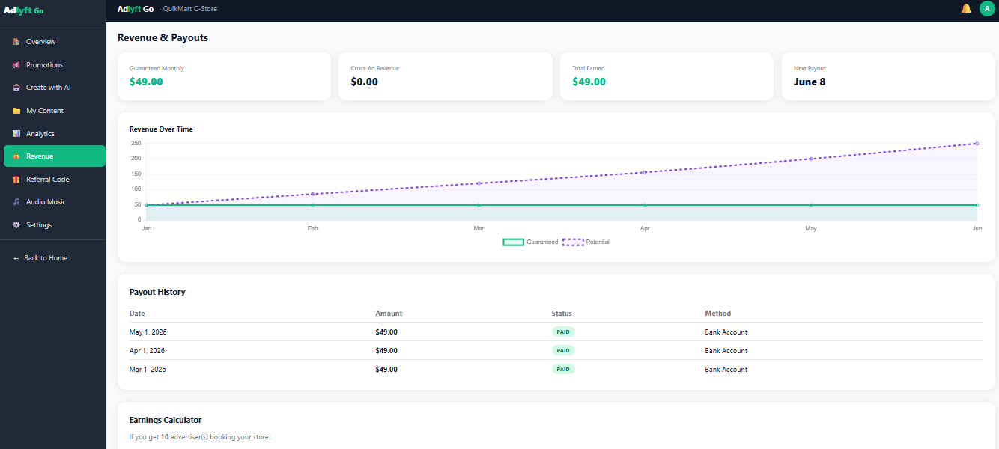 Adlyft Go
Adlyft Go · QuikMart C-Store
A
Overview
Promotions
Create with AI
My Content
Analytics
Revenue
Referral Code
Audio Music
Settings
← Back to Home
Revenue & Payouts
Guaranteed Monthly
$49.00
Cross-Ad Revenue
$0.00
Total Earned
$49.00
Next Payout
June 8
Revenue Over Time
250
200
150
100
50
0
Jan Feb Mar Apr May Jun
Guaranteed Potential
Payout History
Date Amount Status Method
May 1, 2026 $49.00 PAID Bank Account
Apr 1, 2026 $49.00 PAID Bank Account
Mar 1, 2026 $49.00 PAID Bank Account
Earnings Calculator
If you get 10 advertiser(s) booking your store: